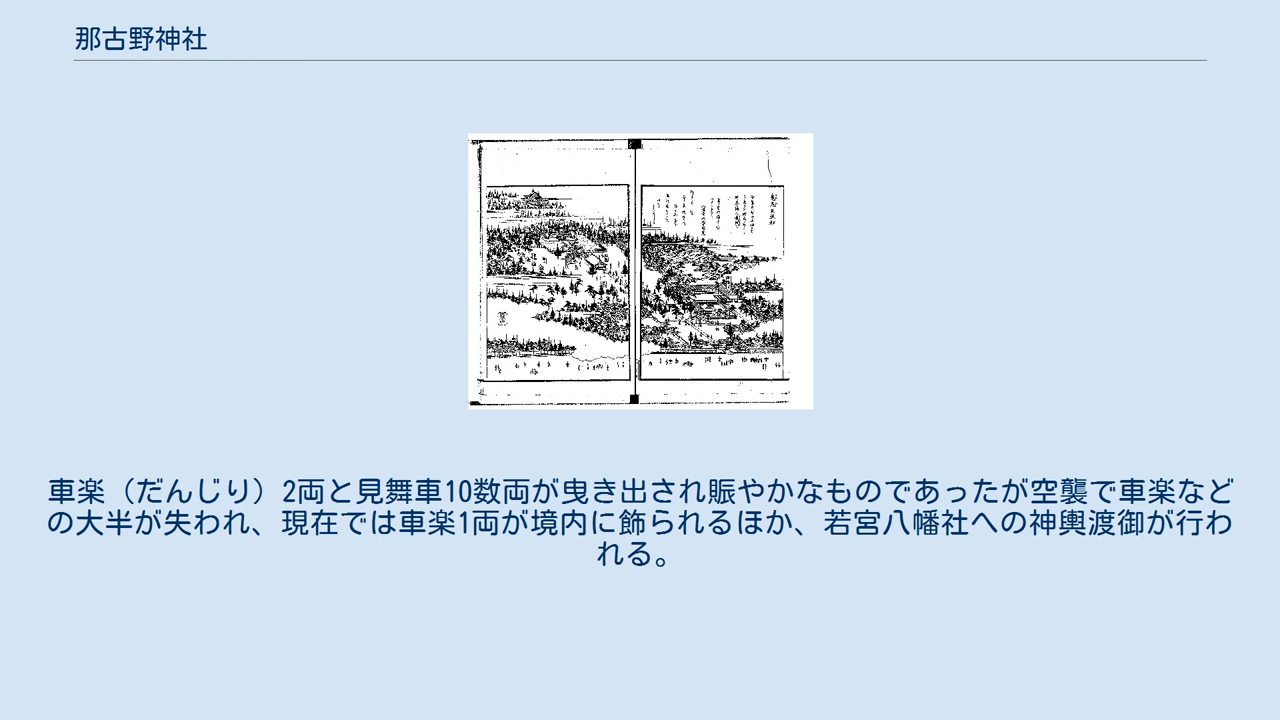 那古野神社
車楽（だんじり）2両と見舞車10数両が曳き出され賑やかなものであったが空襲で車楽など
の大半が失われ、現在では車楽1両が境内に飾られるほか、若宮八幡社への神輿渡御が行わ
れる。